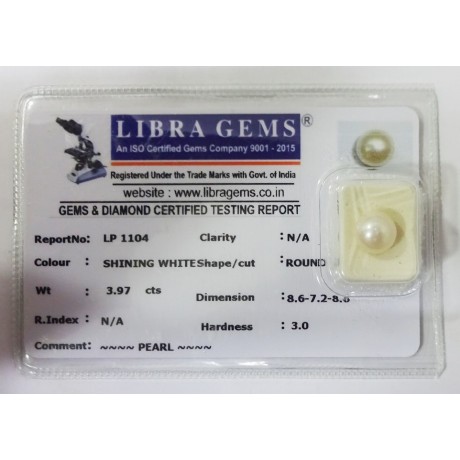 LIBRA GEMS ®
An ISO Certified Gems Company 9001 - 2015
Registered Under the Trade Marks with Govt. of India
website : www.libragems.co.in
GEMS & DIAMOND CERTIFIED TESTING REPORT
ReportNo: LP 1104 Clarity : N/A
Colour : SHINING WHITE Shape/cut : ROUND
Wt : 3.97 cts Dimension : 8.6-7.2-8.6
R.Index : N/A Hardness : 3.0
Comment : ~~~~ PEARL ~~~~